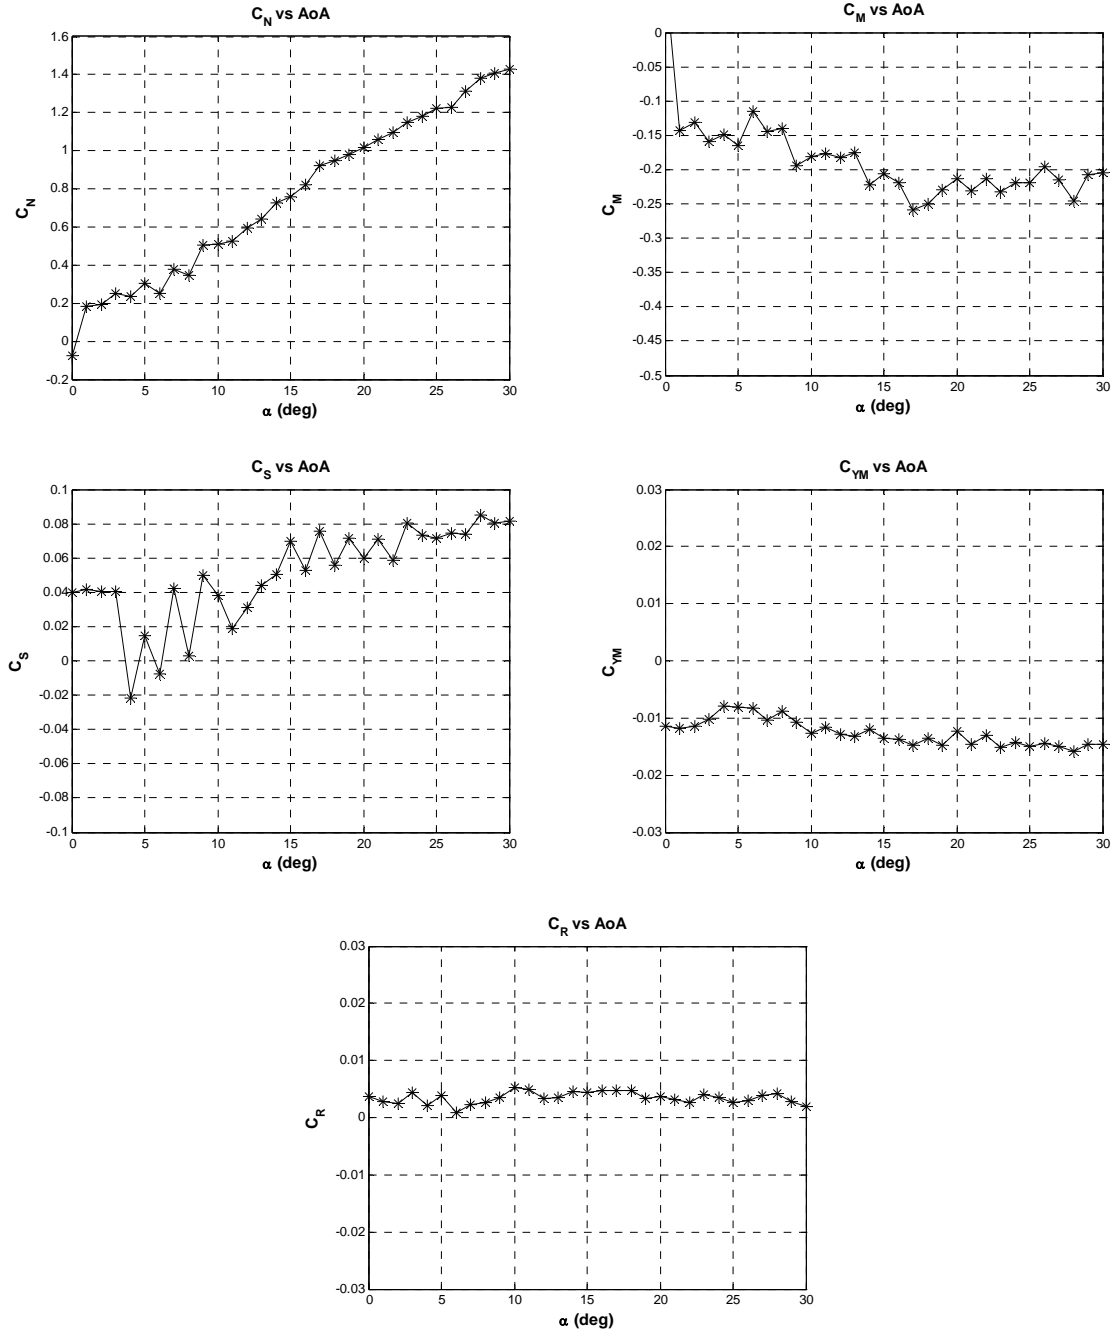 C_N vs AoA
1.6
1.4
1.2
1
0.8
0.6
0.4
0.2
0
-0.2
C_N
0 5 10 15 20 25 30
α (deg)
C_M vs AoA
0
-0.05
-0.1
-0.15
-0.2
-0.25
-0.3
-0.35
-0.4
-0.45
-0.5
C_M
0 5 10 15 20 25 30
α (deg)
C_S vs AoA
0.1
0.08
0.06
0.04
0.02
0
-0.02
-0.04
-0.06
-0.08
-0.1
C_S
0 5 10 15 20 25 30
α (deg)
C_YM vs AoA
0.03
0.02
0.01
0
-0.01
-0.02
-0.03
C_YM
0 5 10 15 20 25 30
α (deg)
C_R vs AoA
0.03
0.02
0.01
0
-0.01
-0.02
-0.03
C_R
0 5 10 15 20 25 30
α (deg)